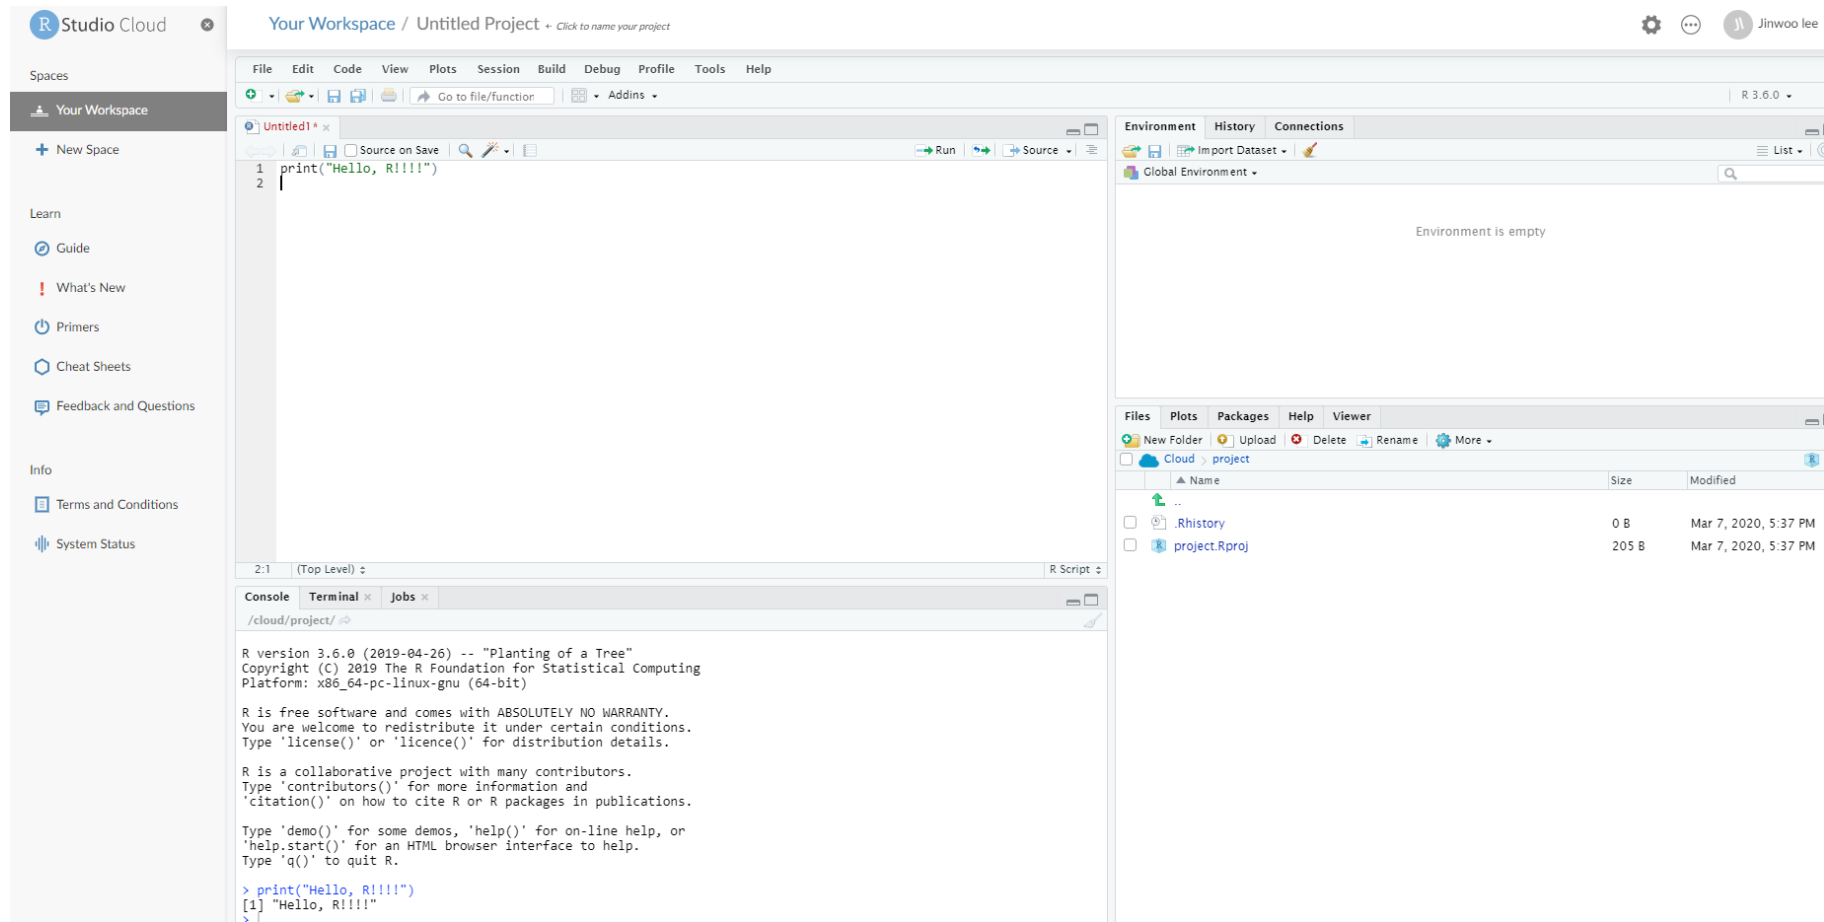 R Studio Cloud
Your Workspace / Untitled Project ← Click to name your project
JI Jinwoo lee
Spaces
Your Workspace
New Space
Learn
Guide
What's New
Primers
Cheat Sheets
Feedback and Questions
Info
Terms and Conditions
System Status
File Edit Code View Plots Session Build Debug Profile Tools Help
Go to file/function Addins R 3.6.0
Untitled1*
Source on Save Run Source
1 print("Hello, R!!!!")
2
2:1 (Top Level) R Script
Console Terminal Jobs
/cloud/project/
R version 3.6.0 (2019-04-26) -- "Planting of a Tree"
Copyright (C) 2019 The R Foundation for Statistical Computing
Platform: x86_64-pc-linux-gnu (64-bit)
R is free software and comes with ABSOLUTELY NO WARRANTY.
You are welcome to redistribute it under certain conditions.
Type 'license()' or 'licence()' for distribution details.
R is a collaborative project with many contributors.
Type 'contributors()' for more information and
'citation()' on how to cite R or R packages in publications.
Type 'demo()' for some demos, 'help()' for on-line help, or
'help.start()' for an HTML browser interface to help.
Type 'q()' to quit R.
> print("Hello, R!!!!")
[1] "Hello, R!!!!"
>
Environment History Connections
Import Dataset List
Global Environment
Environment is empty
Files Plots Packages Help Viewer
New Folder Upload Delete Rename More
Cloud project
Name Size Modified
..
.Rhistory 0 B Mar 7, 2020, 5:37 PM
project.Rproj 205 B Mar 7, 2020, 5:37 PM